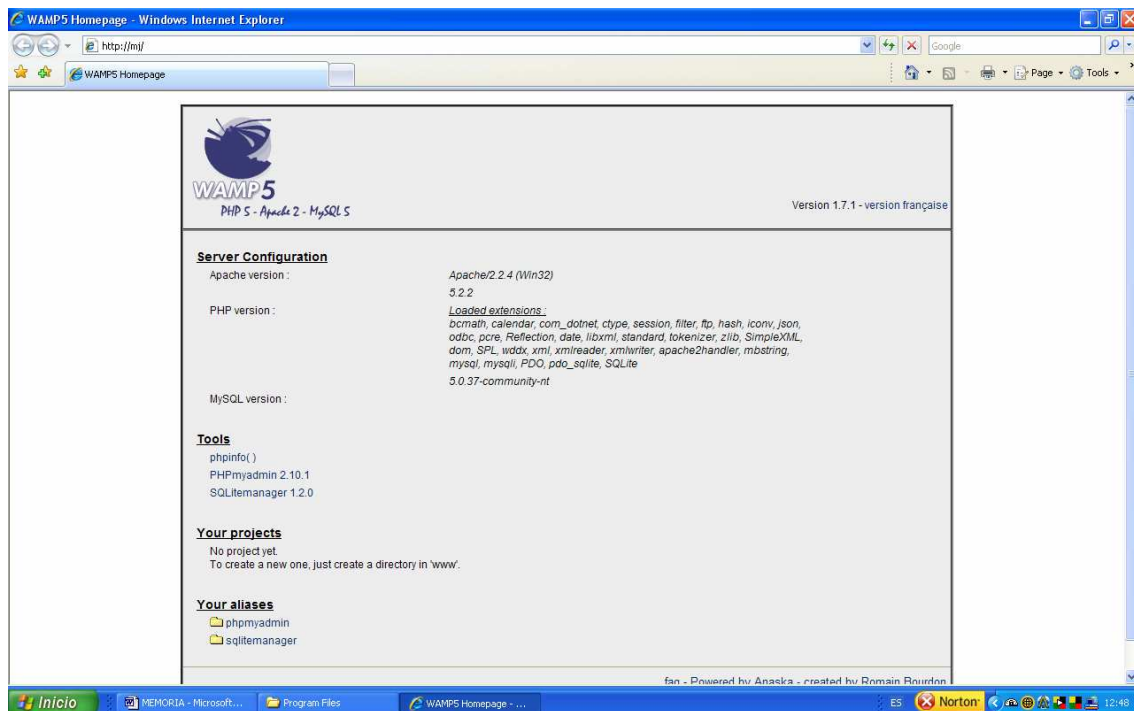 WAMP5 Homepage - Windows Internet Explorer
http://mj/
Google
WAMP5 Homepage
Page
Tools
WAMP5
PHP 5 - Apache 2 - MySQL 5
Version 1.7.1 - version française
Server Configuration
Apache version :
Apache/2.2.4 (Win32)
5.2.2
PHP version :
Loaded extensions :
bcmath, calendar, com_dotnet, ctype, session, filter, ftp, hash, iconv, json,
odbc, pcre, Reflection, date, libxml, standard, tokenizer, zlib, SimpleXML,
dom, SPL, wddx, xml, xmlreader, xmlwriter, apache2handler, mbstring,
mysql, mysqli, PDO, pdo_sqlite, SQLite
5.0.37-community-nt
MySQL version :
Tools
phpinfo( )
PHPmyadmin 2.10.1
SQLitemanager 1.2.0
Your projects
No project yet.
To create a new one, just create a directory in 'www'.
Your aliases
phpmyadmin
sqlitemanager
faq - Powered by Anaska - created by Romain Bourdon
Inicio
MEMORIA - Microsoft...
Program Files
WAMP5 Homepage - ...
ES
Norton
12:48